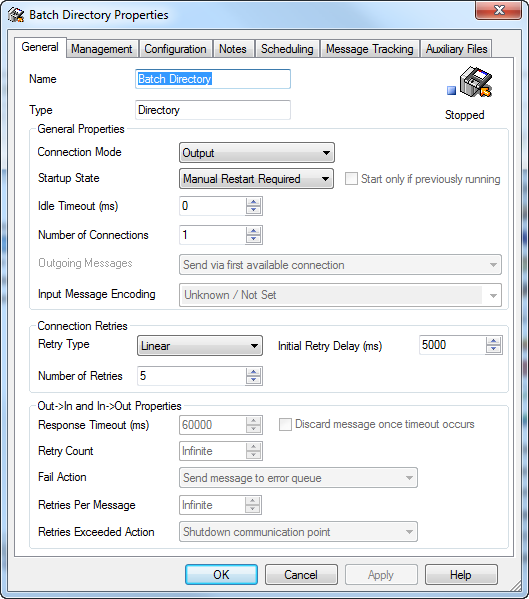 Batch Directory Properties
General Management Configuration Notes Scheduling Message Tracking Auxiliary Files
Name Batch Directory
Type Directory
Stopped
General Properties
Connection Mode Output
Startup State Manual Restart Required Start only if previously running
Idle Timeout (ms) 0
Number of Connections 1
Outgoing Messages Send via first available connection
Input Message Encoding Unknown / Not Set
Connection Retries
Retry Type Linear Initial Retry Delay (ms) 5000
Number of Retries 5
Out->In and In->Out Properties
Response Timeout (ms) 60000 Discard message once timeout occurs
Retry Count Infinite
Fail Action Send message to error queue
Retries Per Message Infinite
Retries Exceeded Action Shutdown communication point
OK Cancel Apply Help